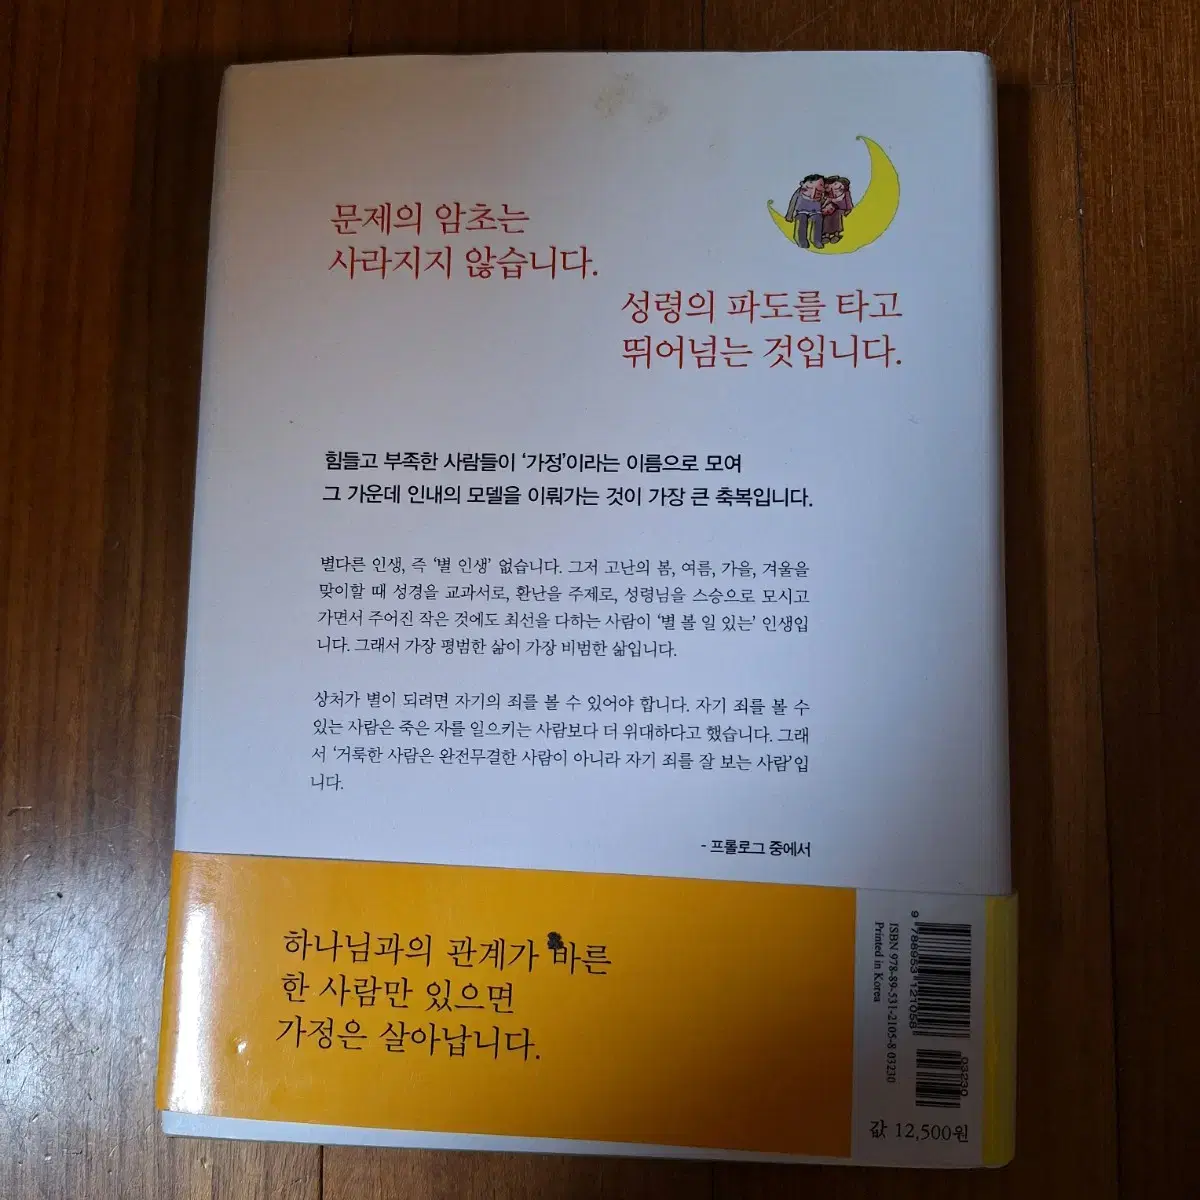 문제의 암초는
사라지지 않습니다.
성령의 파도를 타고
뛰어넘는 것입니다.
힘들고 부족한 사람들이 ‘가정’이라는 이름으로 모여
그 가운데 인내의 모델을 이뤄가는 것이 가장 큰 축복입니다.
별다른 인생, 즉 ‘별 인생’ 없습니다. 그저 고난의 봄, 여름, 가을, 겨울을
맞이할 때 성경을 교과서로, 환난을 주제로, 성령님을 스승으로 모시고
가면서 주어진 작은 것에도 최선을 다하는 사람이 ‘별 볼 일 있는’ 인생입
니다. 그래서 가장 평범한 삶이 가장 비범한 삶입니다.
상처가 별이 되려면 자기의 죄를 볼 수 있어야 합니다. 자기 죄를 볼 수
있는 사람은 죽은 자를 일으키는 사람보다 더 위대하다고 했습니다. 그래
서 ‘거룩한 사람은 완전무결한 사람이 아니라 자기 죄를 잘 보는 사람’입
니다.
- 프롤로그 중에서
하나님과의 관계가 바른
한 사람만 있으면
가정은 살아납니다.
9 788953 121058
03230
ISBN 978-89-531-2105-8 03230
Printed in Korea
값 12,500원